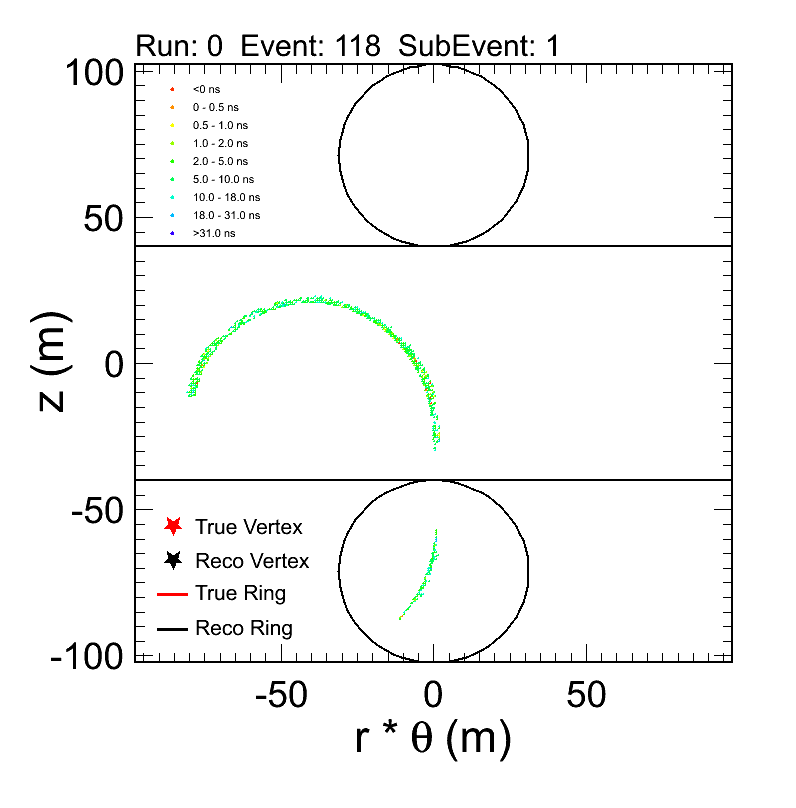 Run: 0  Event: 118  SubEvent: 1
100
<0 ns
0 - 0.5 ns
0.5 - 1.0 ns
1.0 - 2.0 ns
2.0 - 5.0 ns
5.0 - 10.0 ns
10.0 - 18.0 ns
18.0 - 31.0 ns
>31.0 ns
50
z (m)
0
-50
True Vertex
Reco Vertex
True Ring
Reco Ring
-100
-50 0 50
r * θ (m)